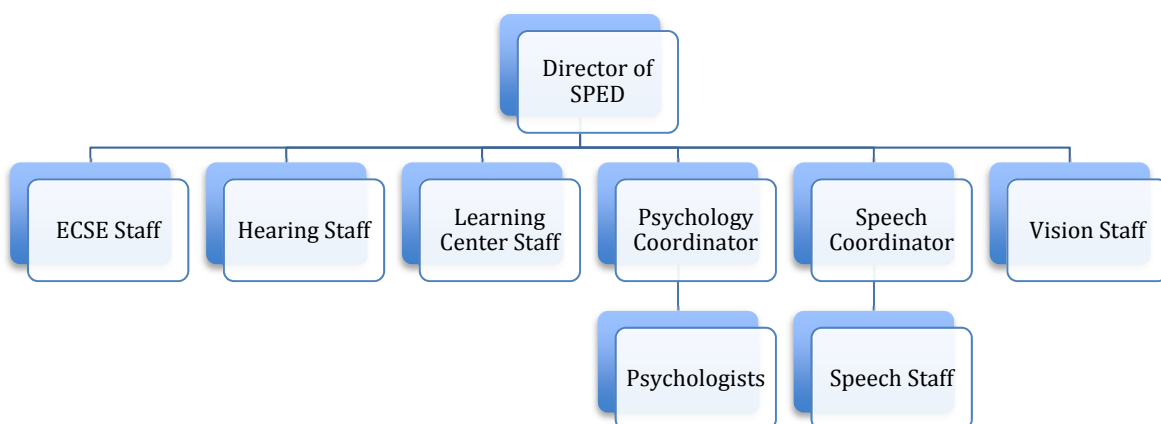 Director of
SPED
ECSE Staff
Hearing Staff
Learning
Center Staff
Psychology
Coordinator
Speech
Coordinator
Vision Staff
Psychologists
Speech Staff